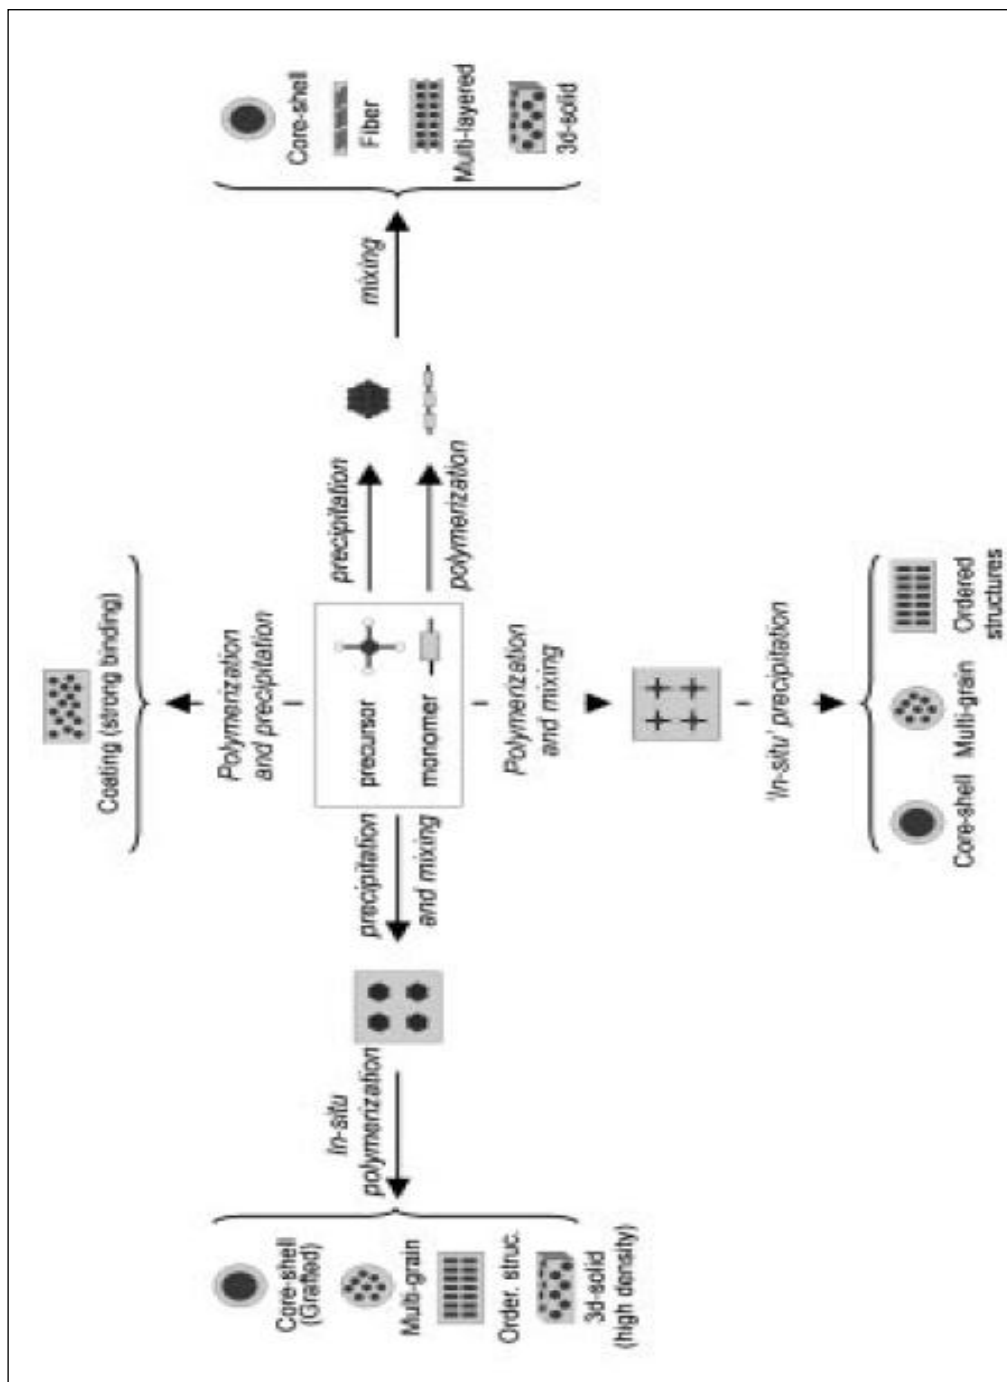 Core-shell
Fiber
Multi-layered
3d-solid
mixing
precipitation
polymerization
Coating (strong binding)
Polymerization
and precipitation
precursor
monomer
Polymerization
and mixing
'In-situ' precipitation
Core-shell
Multi-grain
Ordered
structures
precipitation
and mixing
In-situ
polymerization
Core-shell
(Grafted)
Multi-grain
Order. struc.
3d-solid
(high density)